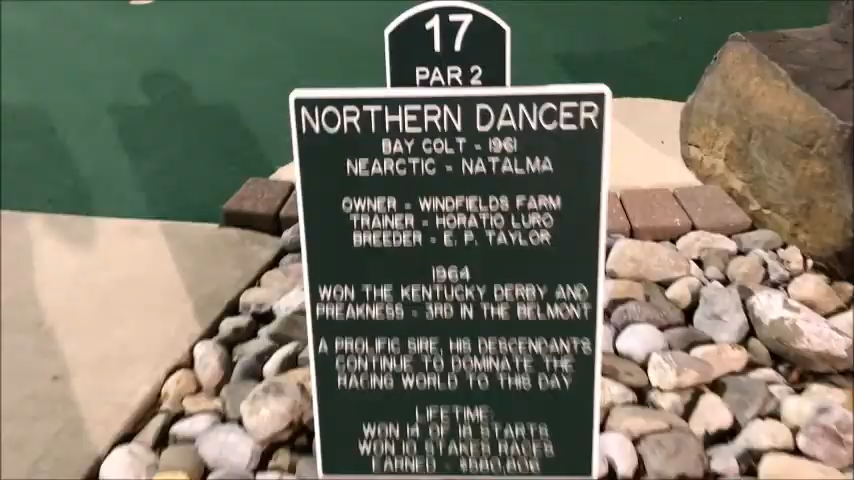 17
PAR 2
NORTHERN DANCER
BAY COLT - 1961
NEARCTIC - NATALMA
OWNER - WINDFIELDS FARM
TRAINER - HORATIO LURO
BREEDER - E. P. TAYLOR
1964
WON THE KENTUCKY DERBY AND
PREAKNESS - 3RD IN THE BELMONT
A PROLIFIC SIRE, HIS DESCENDANTS
CONTINUE TO DOMINATE THE
RACING WORLD TO THIS DAY
LIFETIME
WON 14 OF 18 STARTS
WON 10 STAKES RACES
EARNED -